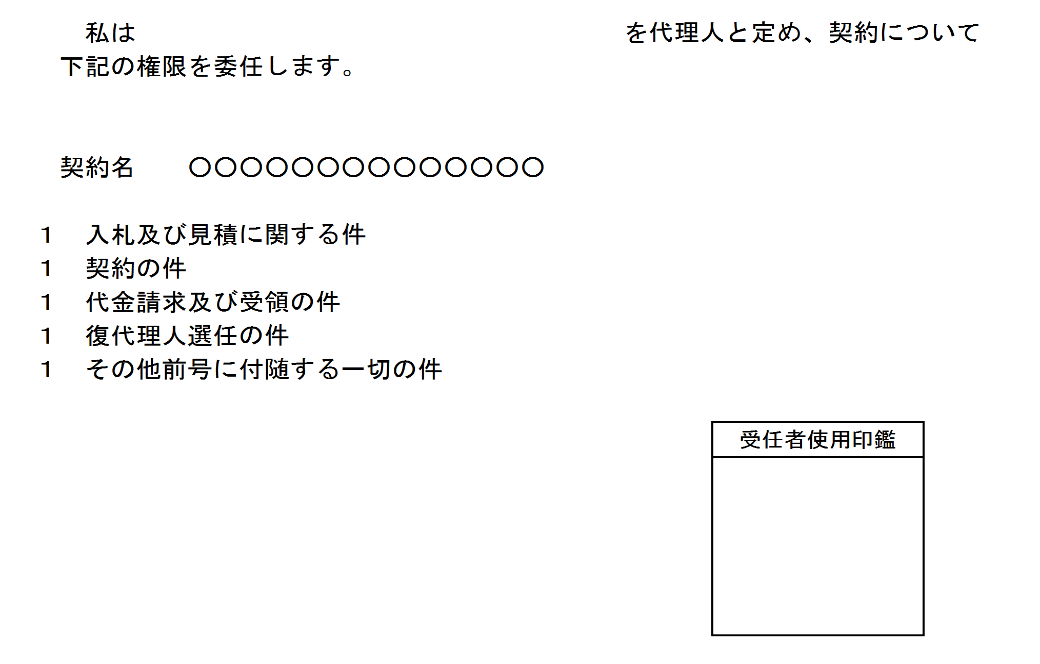 私は　　　　　　　　　　　　　　　　　　　を代理人と定め、契約について
下記の権限を委任します。
契約名　　〇〇〇〇〇〇〇〇〇〇〇〇〇〇
1　入札及び見積に関する件
1　契約の件
1　代金請求及び受領の件
1　復代理人選任の件
1　その他前号に付随する一切の件
受任者使用印鑑